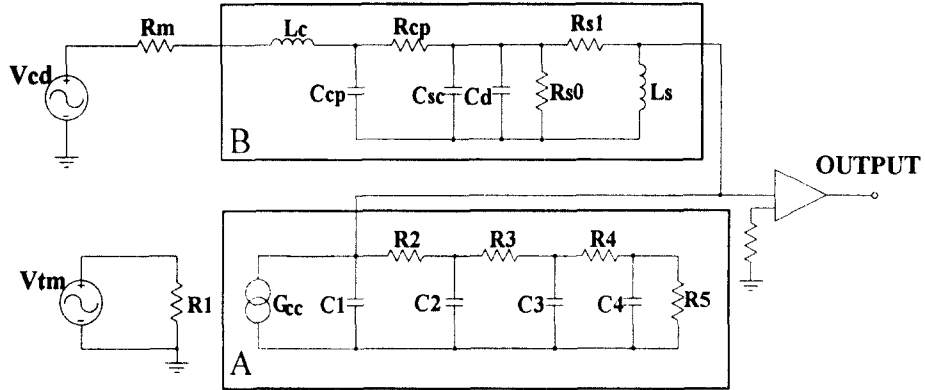 Rm
Lc
Rcp
Rs1
Vcd
+
-
Ccp
Csc
Cd
Rs0
Ls
B
OUTPUT
R2
R3
R4
Vtm
+
-
R1
Gcc
C1
C2
C3
C4
R5
A